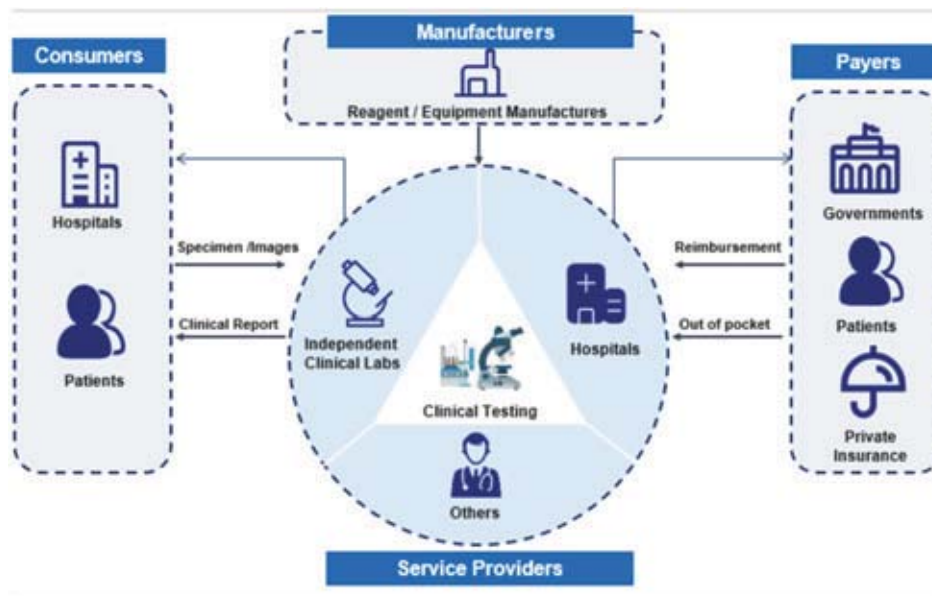 Manufacturers
Consumers
Payers
Reagent / Equipment Manufactures
Hospitals
Governments
Specimen /Images
Reimbursement
Clinical Report
Independent
Clinical Labs
Hospitals
Out of pocket
Patients
Patients
Clinical Testing
Private
Insurance
Others
Service Providers